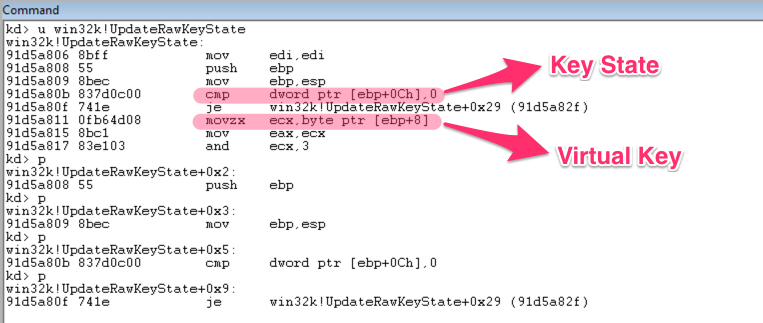 Command
kd> u win32k!UpdateRawKeyState
win32k!UpdateRawKeyState:
91d5a806 8bff            mov     edi,edi
91d5a808 55              push    ebp
91d5a809 8bec            mov     ebp,esp
91d5a80b 837d0c00        cmp     dword ptr [ebp+0Ch],0
91d5a80f 741e            je      win32k!UpdateRawKeyState+0x29 (91d5a82f)
91d5a811 0fb64d08        movzx   ecx,byte ptr [ebp+8]
91d5a815 8bc1            mov     eax,ecx
91d5a817 83e103          and     ecx,3
kd> p
win32k!UpdateRawKeyState+0x2:
91d5a808 55              push    ebp
kd> p
win32k!UpdateRawKeyState+0x3:
91d5a809 8bec            mov     ebp,esp
kd> p
win32k!UpdateRawKeyState+0x5:
91d5a80b 837d0c00        cmp     dword ptr [ebp+0Ch],0
kd> p
win32k!UpdateRawKeyState+0x9:
91d5a80f 741e            je      win32k!UpdateRawKeyState+0x29 (91d5a82f)
Key State
Virtual Key